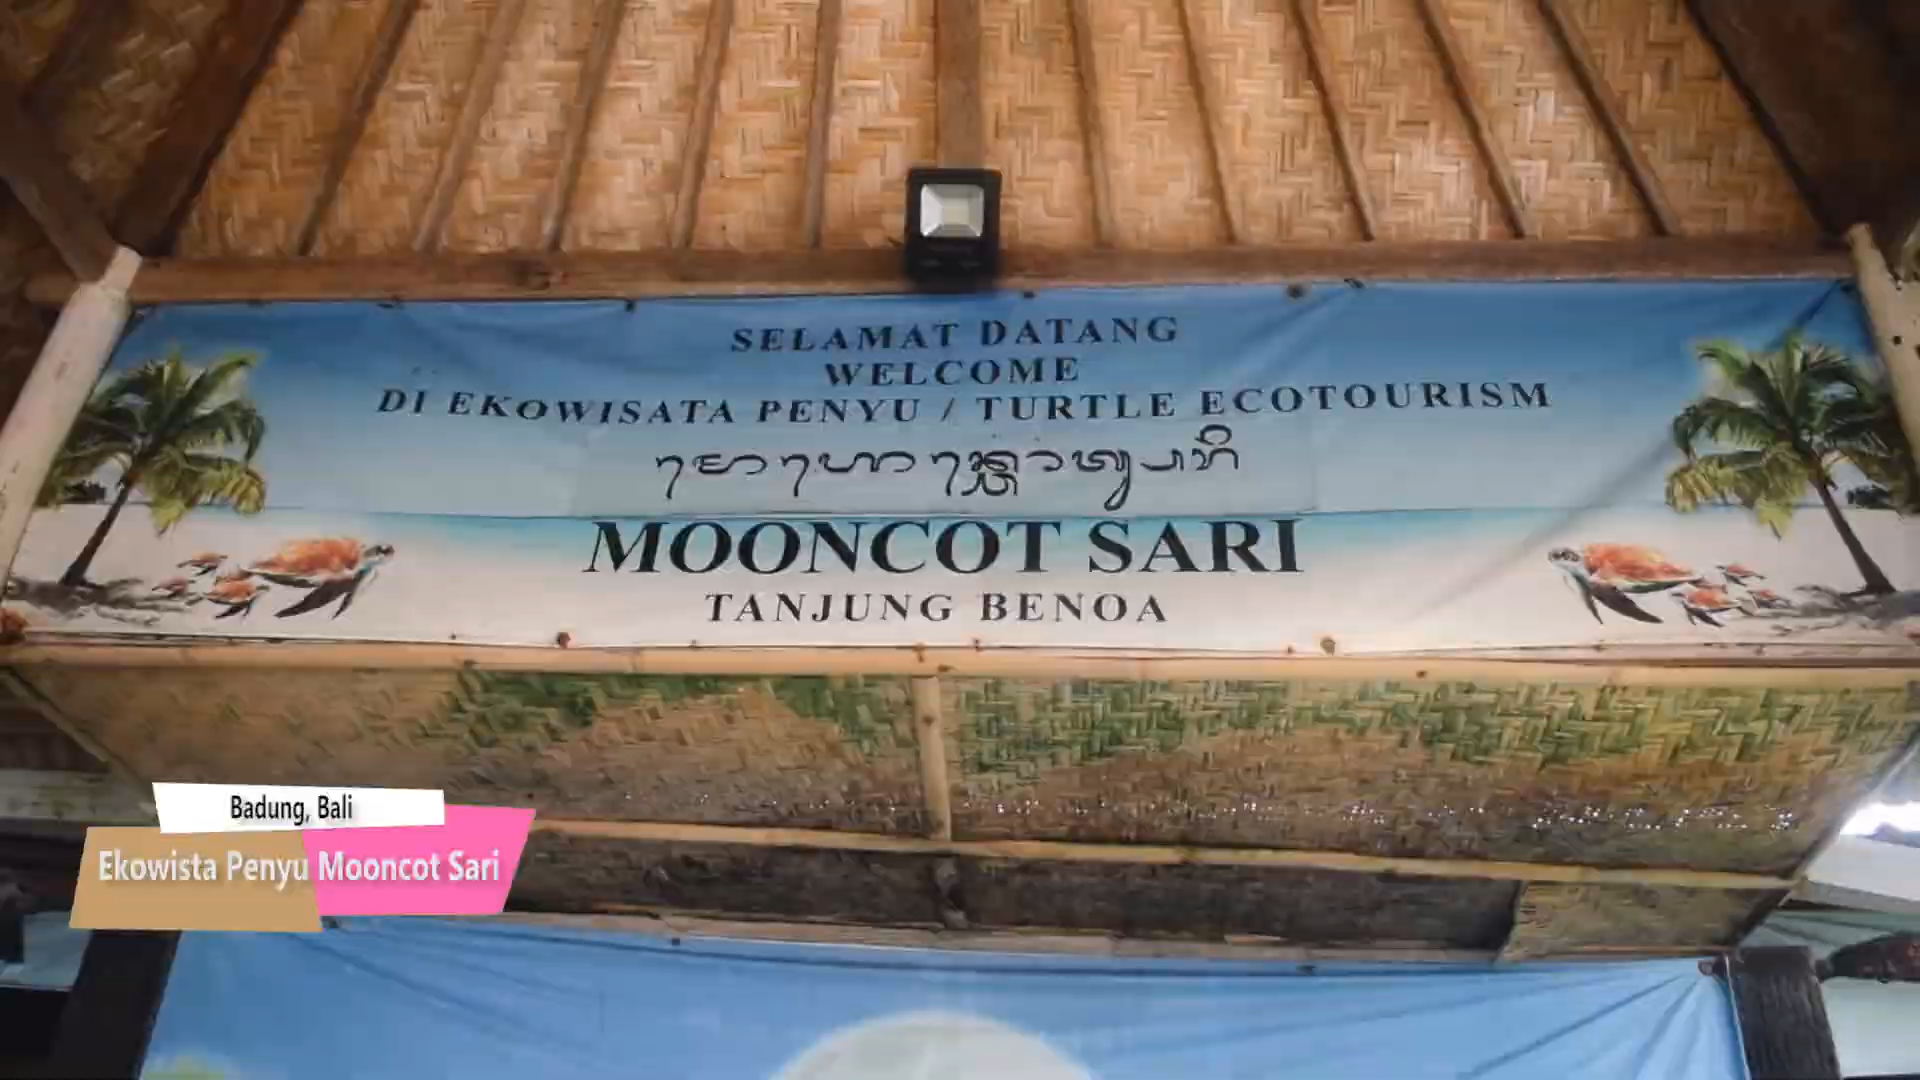 SELAMAT DATANG
WELCOME
DI EKOWISATA PENYU / TURTLE ECOTOURISM
MOONCOT SARI
TANJUNG BENOA
Badung, Bali
Ekowista Penyu Mooncot Sari